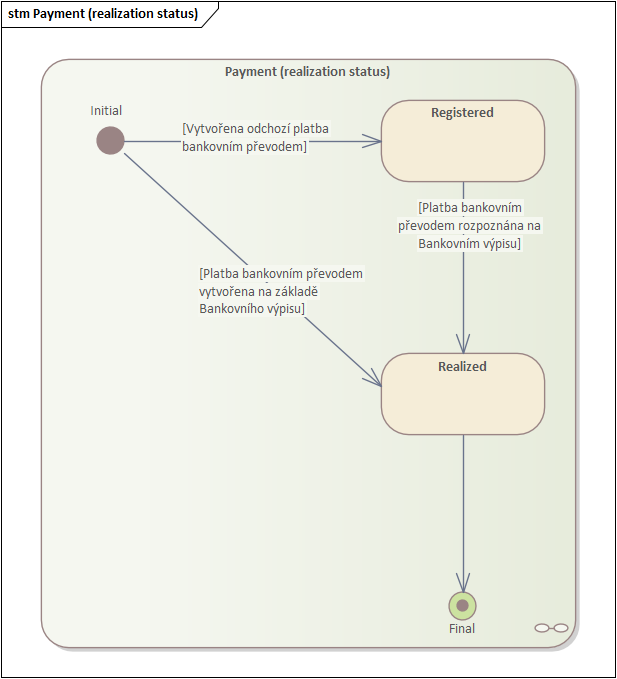 stm Payment (realization status)
Payment (realization status)
Initial
Registered
[Vytvořena odchozí platba
bankovním převodem]
[Platba bankovním
převodem rozpoznána na
Bankovním výpisu]
[Platba bankovním převodem
vytvořena na základě
Bankovního výpisu]
Realized
Final